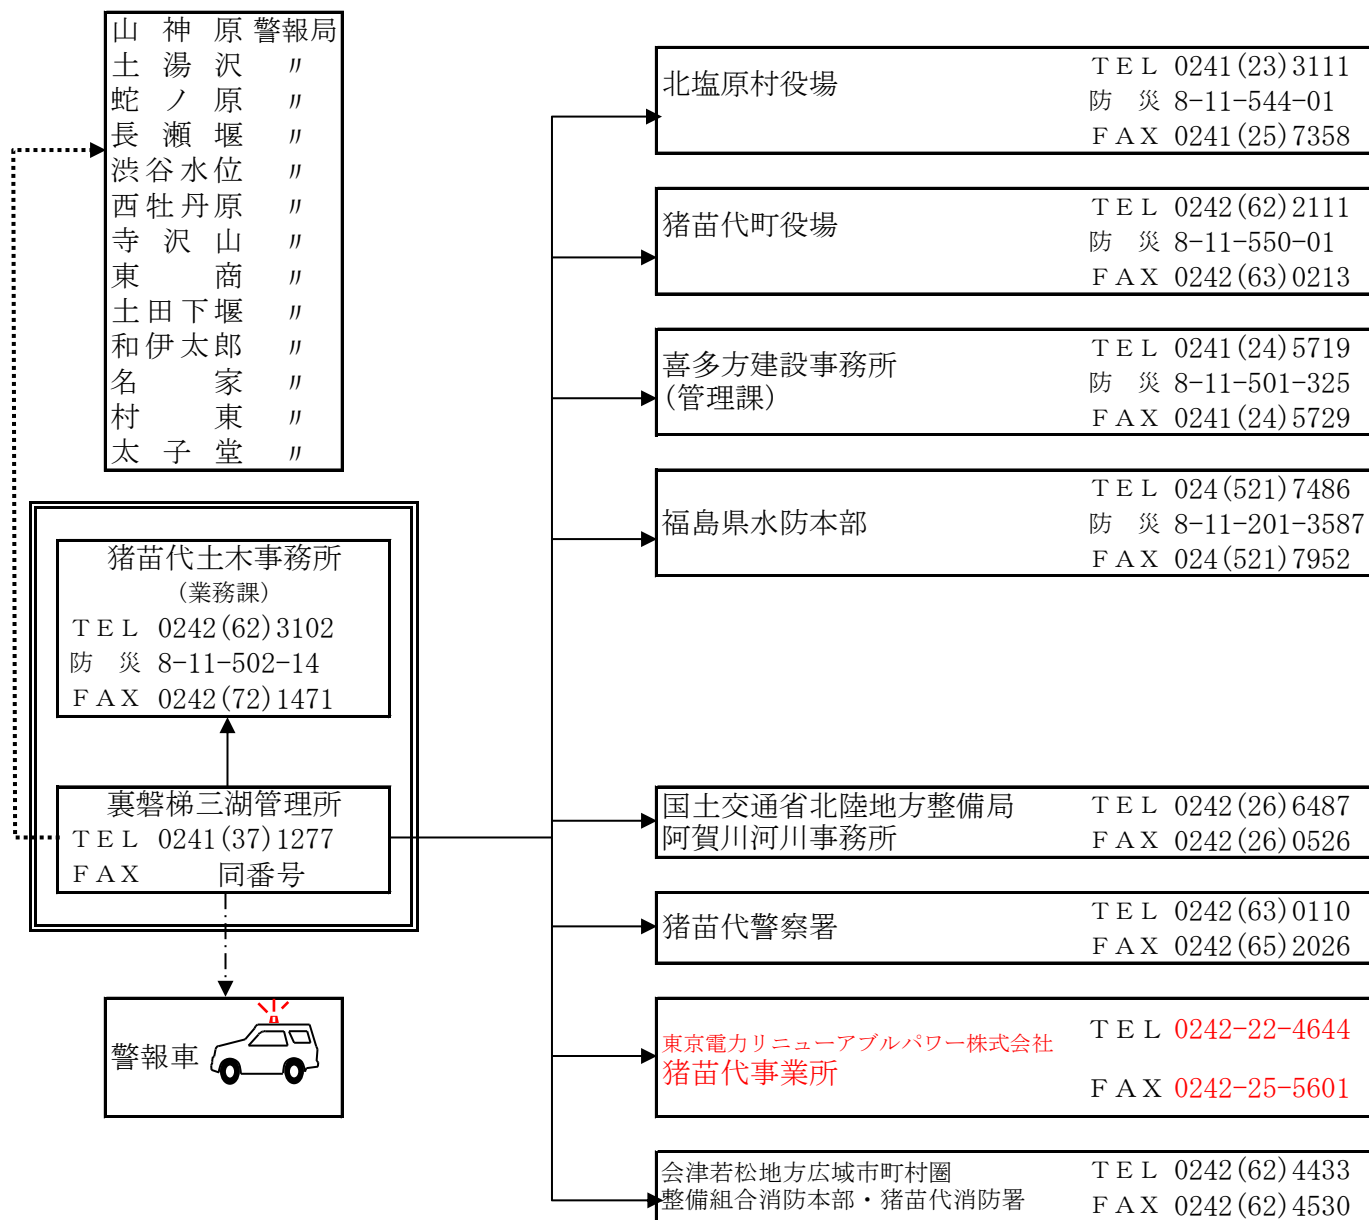 山神原警報局
土湯沢 〃
蛇ノ原 〃
長瀬堰 〃
渋谷水位 〃
西牡丹原 〃
寺沢山 〃
東商 〃
土田下堰 〃
和伊太郎 〃
名家 〃
村東 〃
太子堂 〃
猪苗代土木事務所
(業務課)
TEL 0242(62)3102
防災 8-11-502-14
FAX 0242(72)1471
裏磐梯三湖管理所
TEL 0241(37)1277
FAX 同番号
警報車
北塩原村役場
TEL 0241(23)3111
防災 8-11-544-01
FAX 0241(25)7358
猪苗代町役場
TEL 0242(62)2111
防災 8-11-550-01
FAX 0242(63)0213
喜多方建設事務所
(管理課)
TEL 0241(24)5719
防災 8-11-501-325
FAX 0241(24)5729
福島県水防本部
TEL 024(521)7486
防災 8-11-201-3587
FAX 024(521)7952
国土交通省北陸地方整備局
阿賀川河川事務所
TEL 0242(26)6487
FAX 0242(26)0526
猪苗代警察署
TEL 0242(63)0110
FAX 0242(65)2026
東京電力リニューアブルパワー株式会社
猪苗代事業所
TEL 0242-22-4644
FAX 0242-25-5601
会津若松地方広域市町村圏
整備組合消防本部・猪苗代消防署
TEL 0242(62)4433
FAX 0242(62)4530